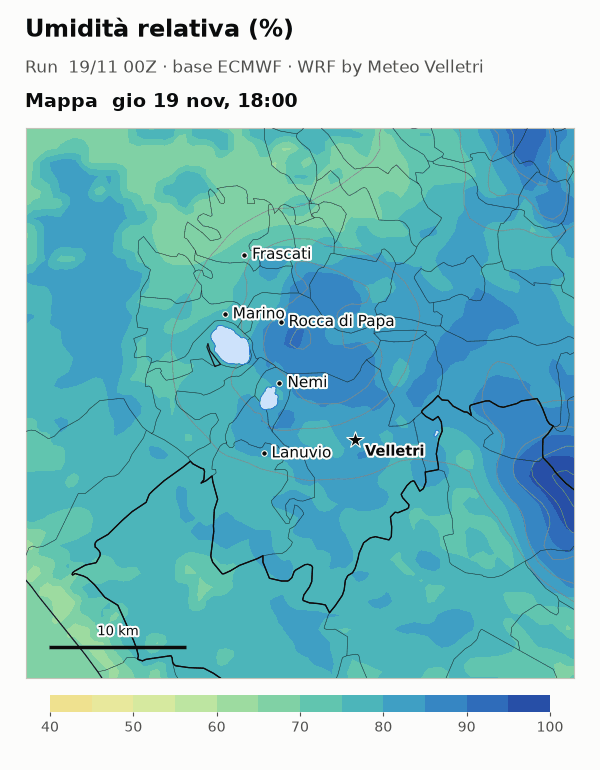 Umidità relativa (%)
Run  19/11 00Z · base ECMWF · WRF by Meteo Velletri
Mappa  gio 19 nov, 18:00
Frascati
Marino
Rocca di Papa
Nemi
Velletri
Lanuvio
10 km
40 50 60 70 80 90 100